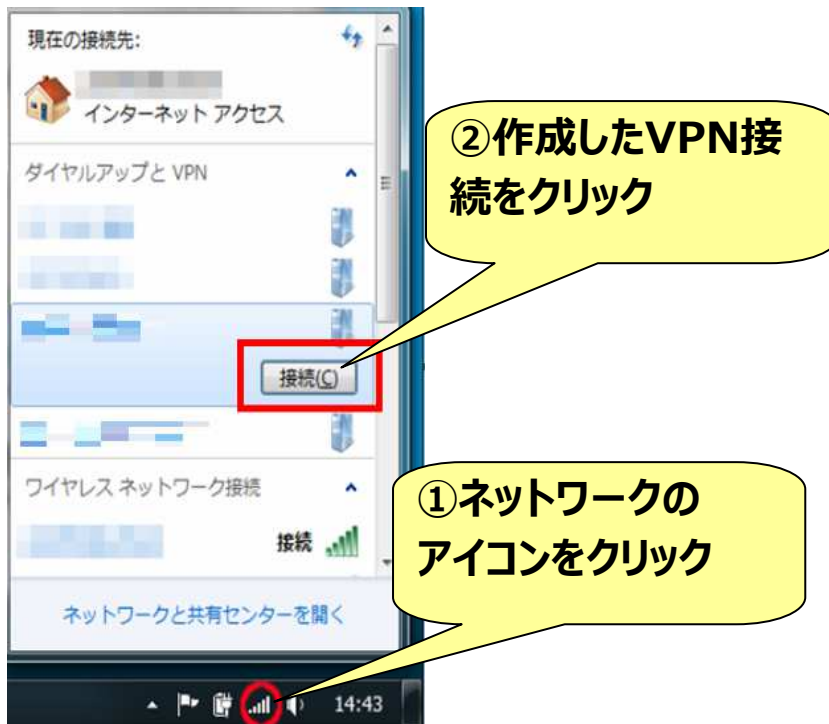 現在の接続先:
インターネット アクセス
ダイヤルアップと VPN
接続(C)
ワイヤレス ネットワーク接続
接続
ネットワークと共有センターを開く
14:43
②作成したVPN接
続をクリック
①ネットワークの
アイコンをクリック